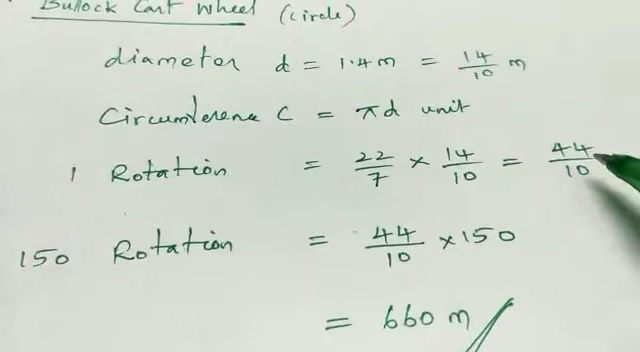 Bullock Cart Wheel (circle)
diameter d = 1.4 m = 14/10 m
Circumference C = πd unit
1 Rotation = 22/7 × 14/10 = 44/10
150 Rotation = 44/10 × 150
= 660 m